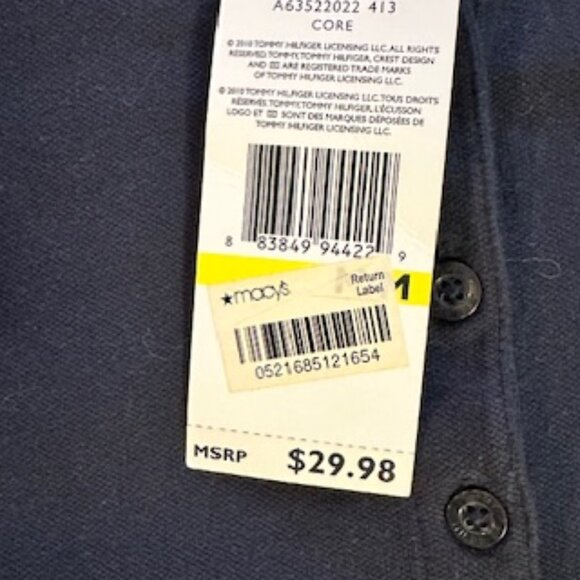 A63522022 413
CORE
© 2010 TOMMY HILFIGER LICENSING LLC. ALL RIGHTS
RESERVED. TOMMY, TOMMY HILFIGER, CREST DESIGN
AND ARE REGISTERED TRADE MARKS
OF TOMMY HILFIGER LICENSING LLC.
© 2010 TOMMY HILFIGER LICENSING LLC. TOUS DROITS
RÉSERVÉS. TOMMY, TOMMY HILFIGER, L'ÉCUSSON
LOGO ET SONT DES MARQUES DÉPOSÉES DE
TOMMY HILFIGER LICENSING LLC.
8 83849 94427 9
★macy's Return
Label
0521685121654
MSRP $29.98